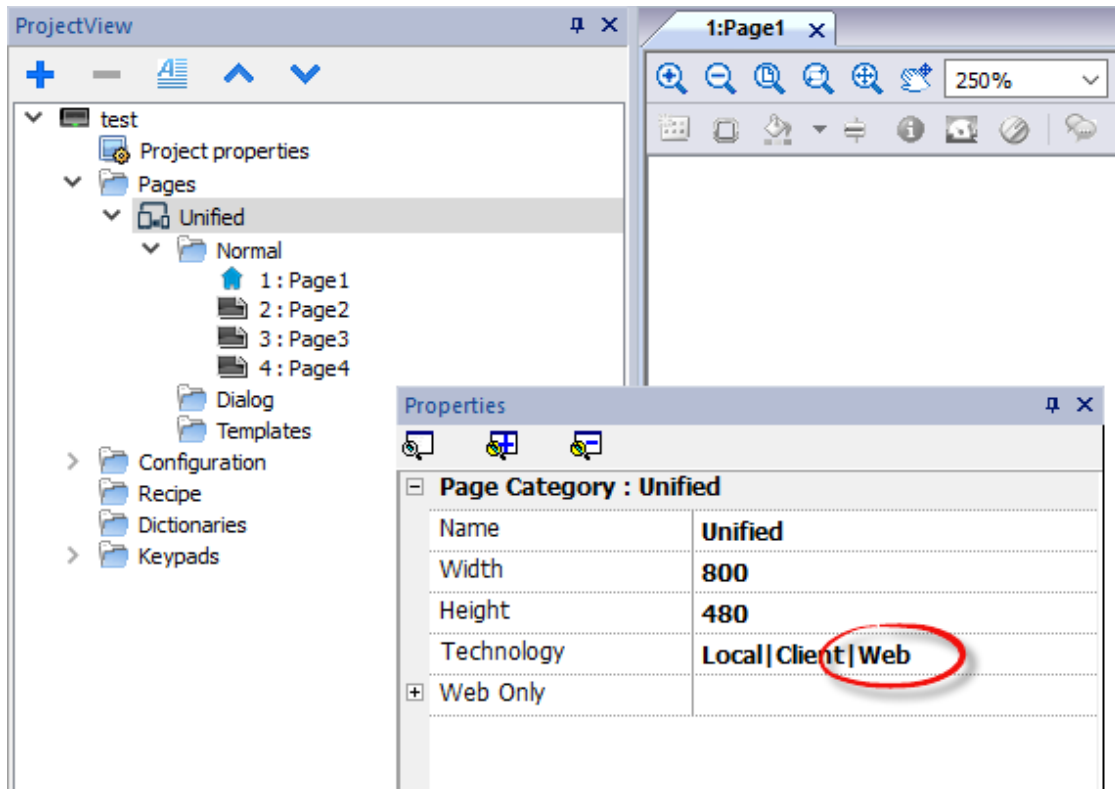 ProjectView
1:Page1
250%
test
Project properties
Pages
Unified
Normal
1 : Page1
2 : Page2
3 : Page3
4 : Page4
Dialog
Templates
Configuration
Recipe
Dictionaries
Keypads
Properties
Page Category : Unified
Name Unified
Width 800
Height 480
Technology Local|Client|Web
Web Only